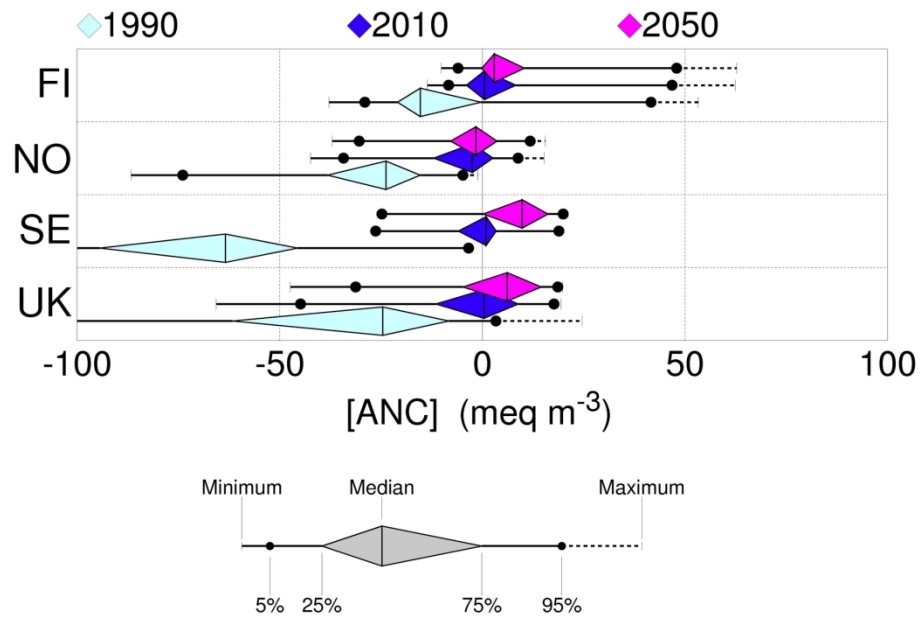 1990 2010 2050
FI
NO
SE
UK
-100 -50 0 50 100
[ANC] (meq m-3)
Minimum Median Maximum
5% 25% 75% 95%